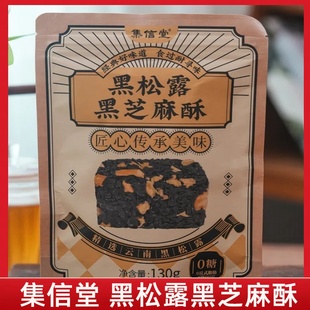 集信堂
经典好味道 食过耐寻味
黑松露
黑芝麻酥
匠心传承美味
精选云南黑松露
0糖
净含量:130g
集信堂 黑松露黑芝麻酥